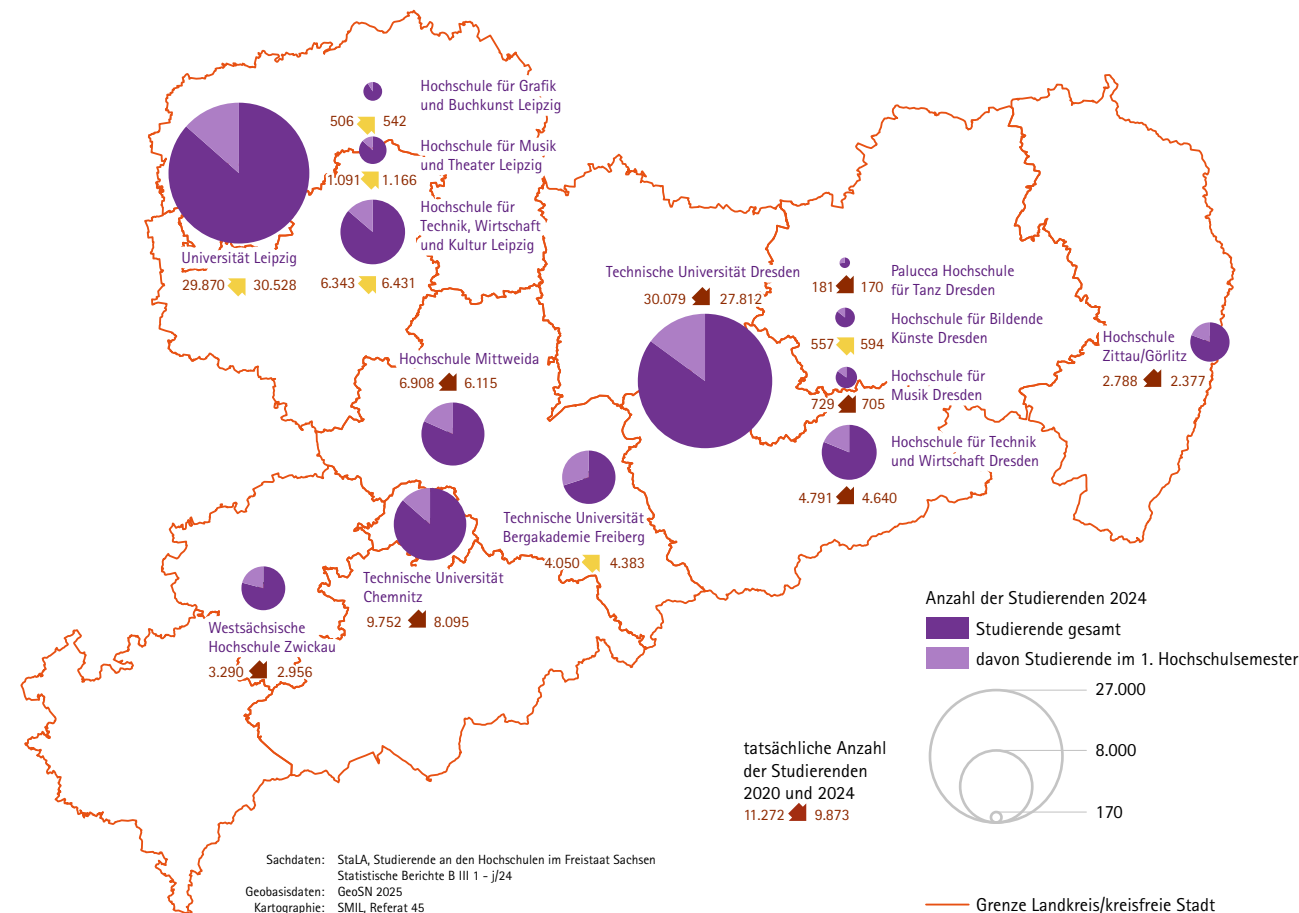 Hochschule für Grafik
und Buchkunst Leipzig
506 542
Hochschule für Musik
und Theater Leipzig
1.091 1.166
Hochschule für
Technik, Wirtschaft
und Kultur Leipzig
6.343 6.431
Universität Leipzig
29.870 30.528
Technische Universität Dresden
30.079 27.812
Palucca Hochschule
für Tanz Dresden
181 170
Hochschule für Bildende
Künste Dresden
557 594
Hochschule für
Musik Dresden
729 705
Hochschule für Technik
und Wirtschaft Dresden
4.791 4.640
Hochschule
Zittau/Görlitz
2.788 2.377
Hochschule Mittweida
6.908 6.115
Technische Universität
Bergakademie Freiberg
4.050 4.383
Technische Universität
Chemnitz
9.752 8.095
Westsächsische
Hochschule Zwickau
3.290 2.956
Anzahl der Studierenden 2024
Studierende gesamt
davon Studierende im 1. Hochschulsemester
27.000
8.000
170
tatsächliche Anzahl
der Studierenden
2020 und 2024
11.272 9.873
Grenze Landkreis/kreisfreie Stadt
Sachdaten: StaLA, Studierende an den Hochschulen im Freistaat Sachsen
Statistische Berichte B III 1 - j/24
Geobasisdaten: GeoSN 2025
Kartographie: SMIL, Referat 45